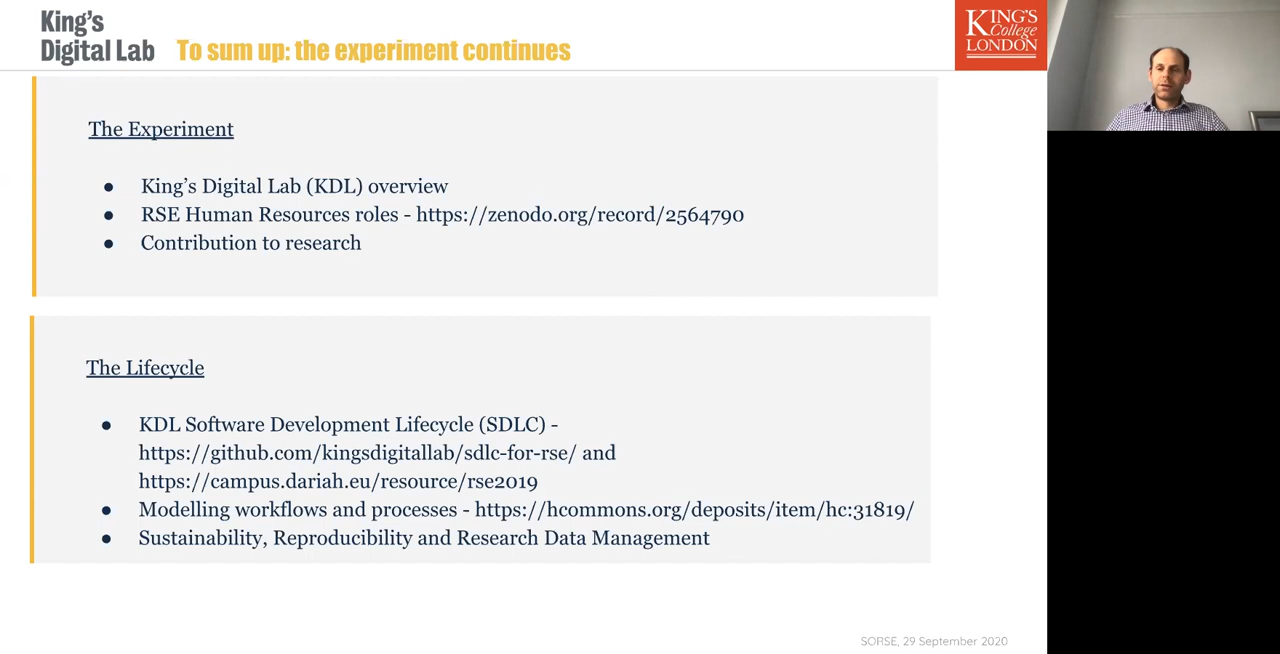 King's
Digital Lab
To sum up: the experiment continues
KING'S
College
LONDON
The Experiment
● King's Digital Lab (KDL) overview
● RSE Human Resources roles - https://zenodo.org/record/2564790
● Contribution to research
The Lifecycle
● KDL Software Development Lifecycle (SDLC) -
https://github.com/kingsdigitallab/sdlc-for-rse/ and
https://campus.dariah.eu/resource/rse2019
● Modelling workflows and processes - https://hcommons.org/deposits/item/hc:31819/
● Sustainability, Reproducibility and Research Data Management
SORSE, 29 September 2020